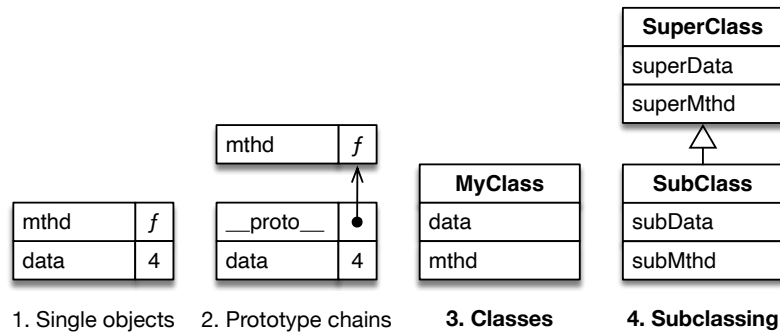 mthd ƒ
data 4
1. Single objects
mthd ƒ
__proto__
data 4
2. Prototype chains
MyClass
data
mthd
3. Classes
SuperClass
superData
superMthd
SubClass
subData
subMthd
4. Subclassing